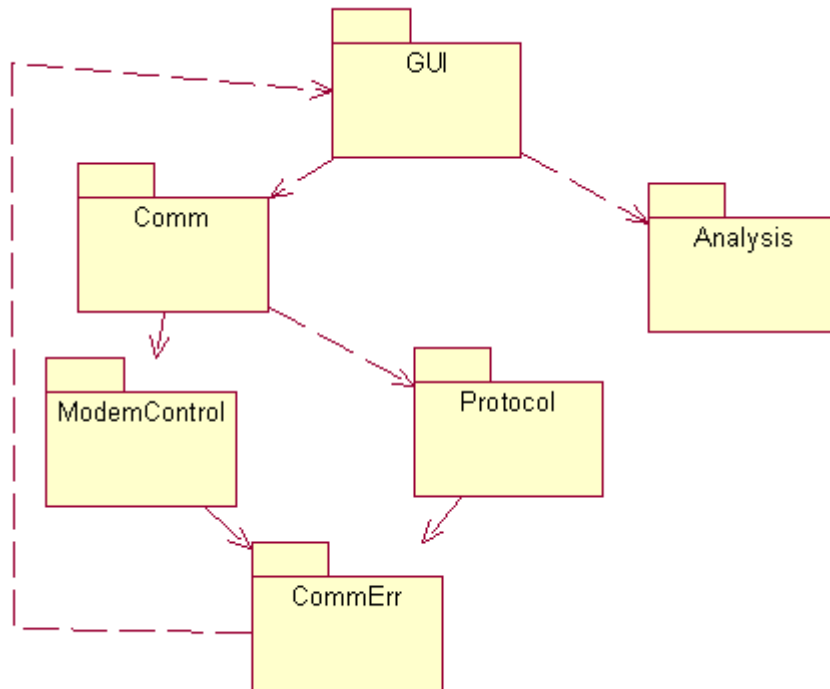 GUI
Comm
Analysis
ModemControl
Protocol
CommErr